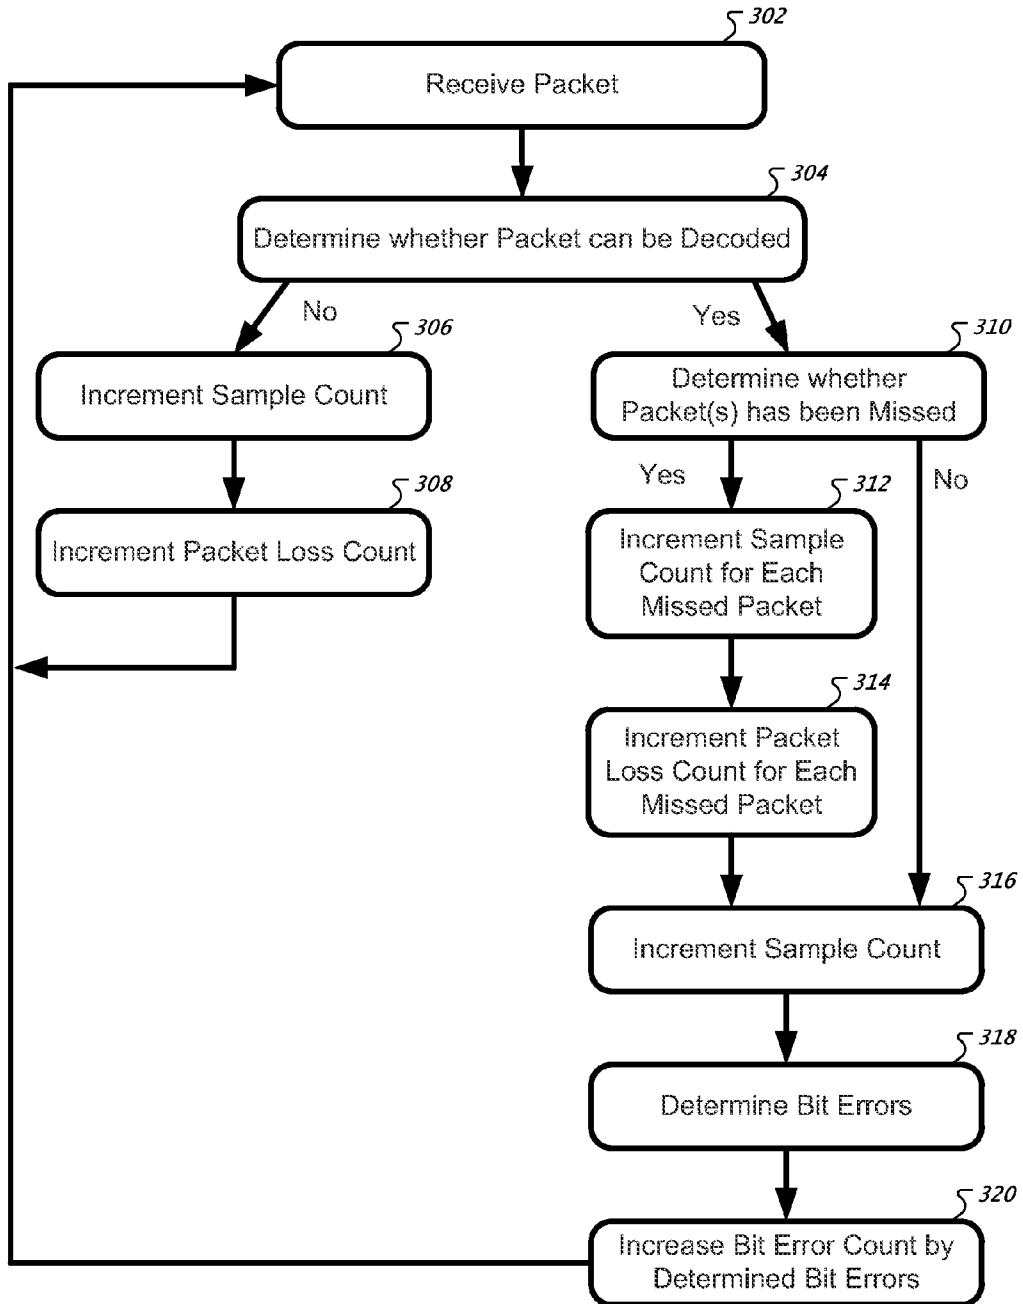 302
Receive Packet
304
Determine whether Packet can be Decoded
No
Yes
306
Increment Sample Count
310
Determine whether
Packet(s) has been Missed
308
Increment Packet Loss Count
Yes
No
312
Increment Sample
Count for Each
Missed Packet
314
Increment Packet
Loss Count for Each
Missed Packet
316
Increment Sample Count
318
Determine Bit Errors
320
Increase Bit Error Count by
Determined Bit Errors